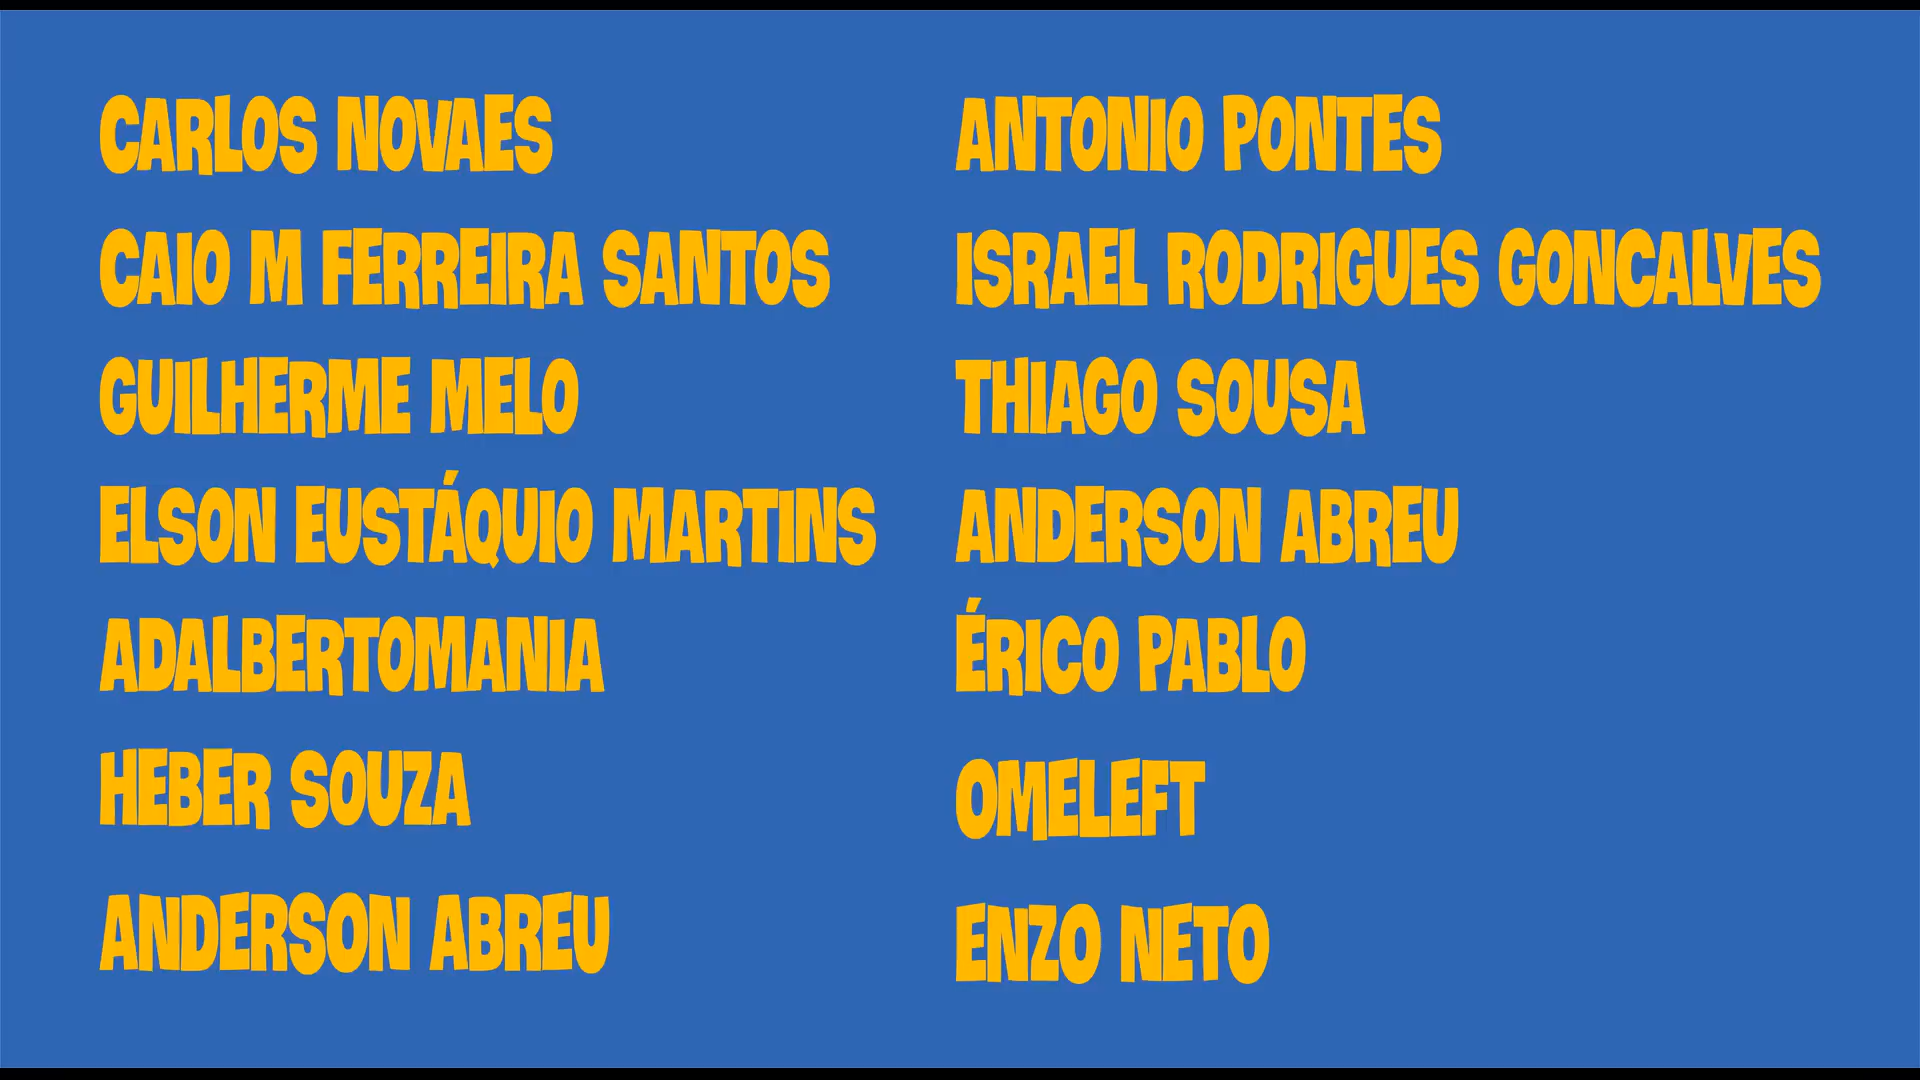 CARLOS NOVAES
CAIO M FERREIRA SANTOS
GUILHERME MELO
ELSON EUSTÁQUIO MARTINS
ADALBERTOMANIA
HEBER SOUZA
ANDERSON ABREU
ANTONIO PONTES
ISRAEL RODRIGUES GONCALVES
THIAGO SOUSA
ANDERSON ABREU
ÉRICO PABLO
OMELEFT
ENZO NETO